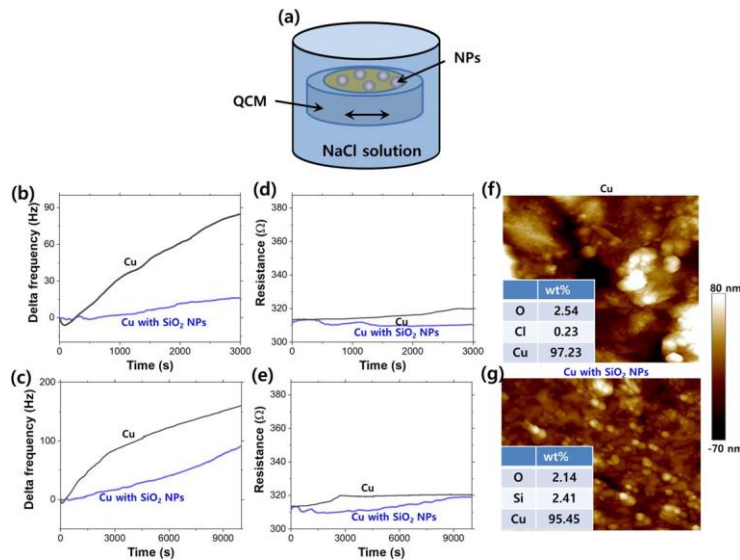 (a)
NPs
QCM
NaCl solution
(b)
Delta frequency (Hz)
90
60
30
0
Cu
Cu with SiO₂ NPs
0
1000
2000
3000
Time (s)
(d)
Resistance (Ω)
380
360
340
320
300
Cu
Cu with SiO₂ NPs
0
1000
2000
3000
Time (s)
(f)
Cu
wt%
O 2.54
Cl 0.23
Cu 97.23
80 nm
-70 nm
(c)
Delta frequency (Hz)
200
150
100
50
0
Cu
Cu with SiO₂ NPs
0
3000
6000
9000
Time (s)
(e)
Resistance (Ω)
380
360
340
320
300
Cu
Cu with SiO₂ NPs
0
3000
6000
9000
Time (s)
(g)
Cu with SiO₂ NPs
wt%
O 2.14
Si 2.41
Cu 95.45